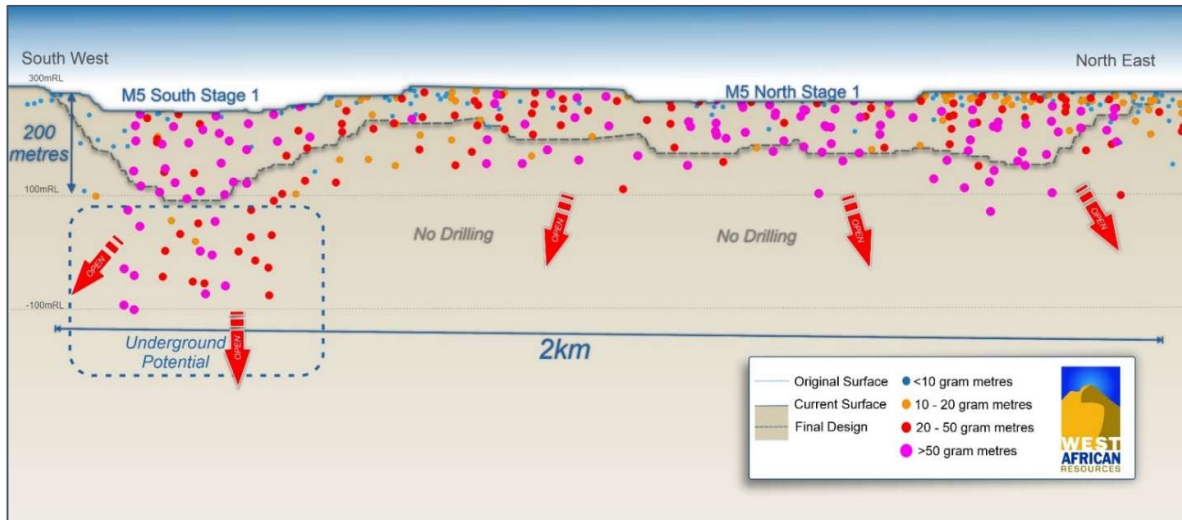 South West
North East
300mRL
M5 South Stage 1
M5 North Stage 1
200
metres
100mRL
No Drilling
No Drilling
OPEN
OPEN
OPEN
OPEN
OPEN
-100mRL
Underground
Potential
2km
Original Surface
Current Surface
Final Design
<10 gram metres
10 - 20 gram metres
20 - 50 gram metres
>50 gram metres
WEST
AFRICAN
RESOURCES